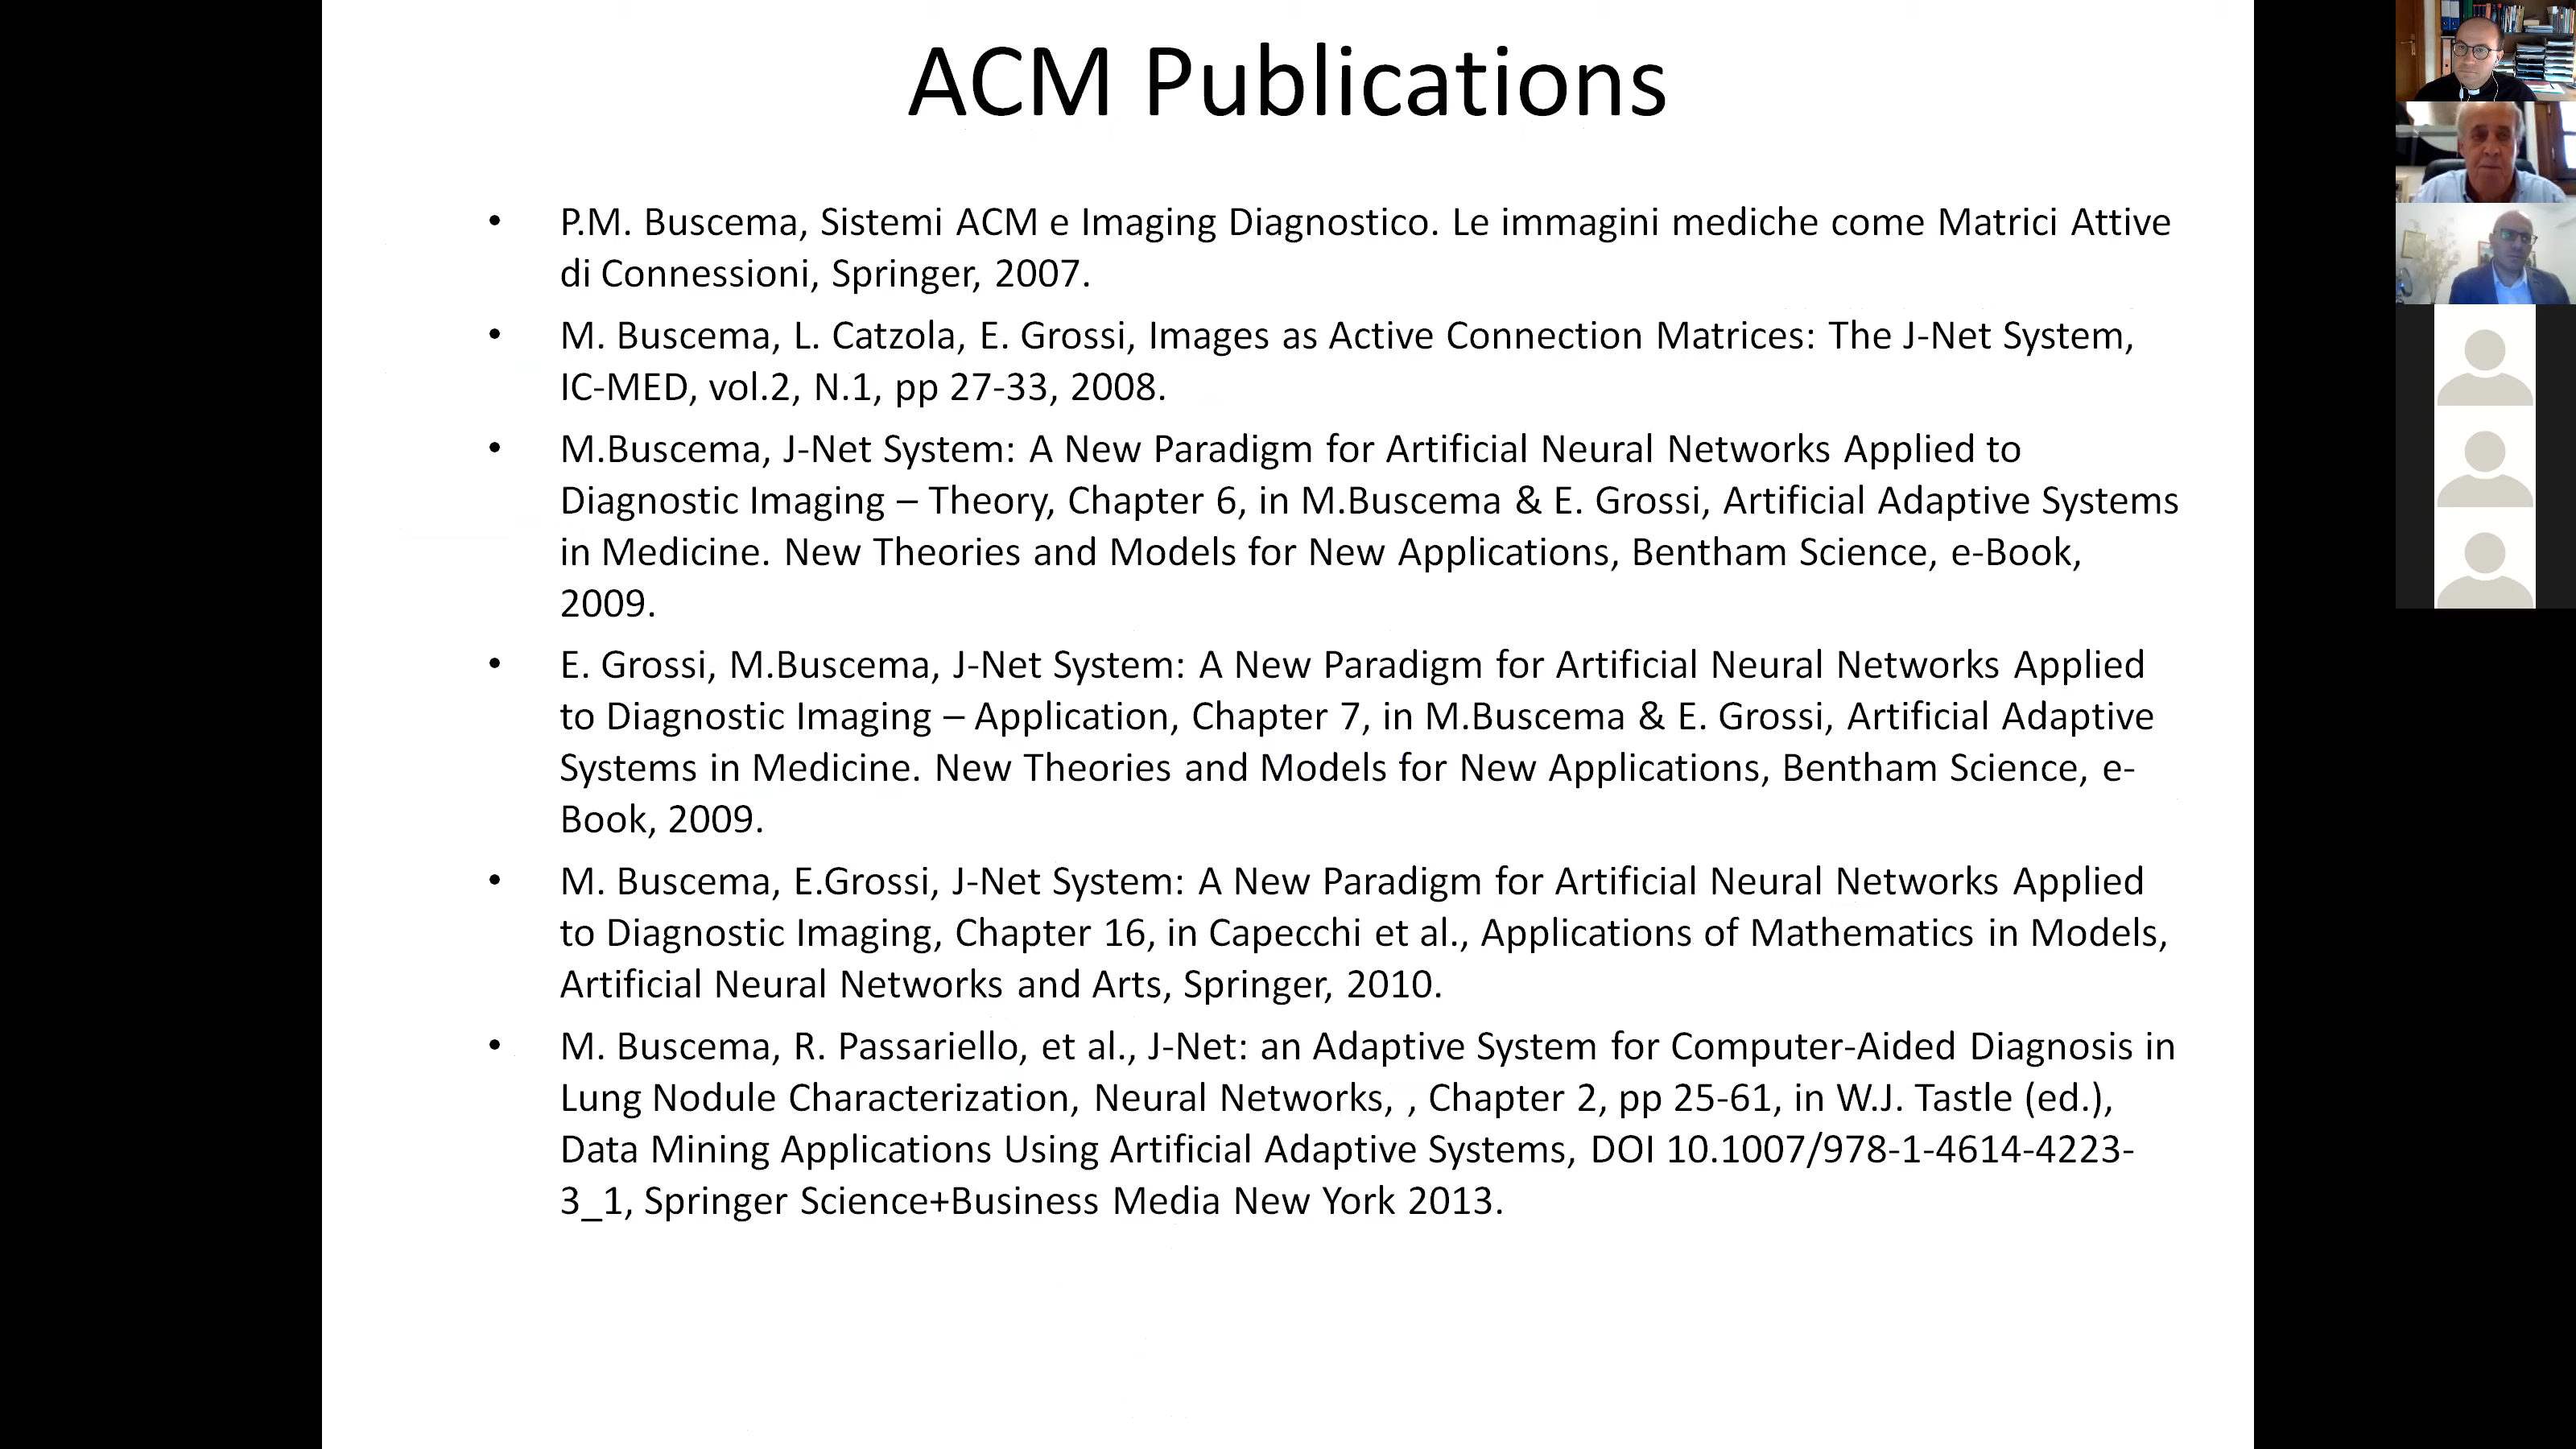 ACM Publications
• P.M. Buscema, Sistemi ACM e Imaging Diagnostico. Le immagini mediche come Matrici Attive
di Connessioni, Springer, 2007.
• M. Buscema, L. Catzola, E. Grossi, Images as Active Connection Matrices: The J-Net System,
IC-MED, vol.2, N.1, pp 27-33, 2008.
• M.Buscema, J-Net System: A New Paradigm for Artificial Neural Networks Applied to
Diagnostic Imaging – Theory, Chapter 6, in M.Buscema & E. Grossi, Artificial Adaptive Systems
in Medicine. New Theories and Models for New Applications, Bentham Science, e-Book,
2009.
• E. Grossi, M.Buscema, J-Net System: A New Paradigm for Artificial Neural Networks Applied
to Diagnostic Imaging – Application, Chapter 7, in M.Buscema & E. Grossi, Artificial Adaptive
Systems in Medicine. New Theories and Models for New Applications, Bentham Science, e-
Book, 2009.
• M. Buscema, E.Grossi, J-Net System: A New Paradigm for Artificial Neural Networks Applied
to Diagnostic Imaging, Chapter 16, in Capecchi et al., Applications of Mathematics in Models,
Artificial Neural Networks and Arts, Springer, 2010.
• M. Buscema, R. Passariello, et al., J-Net: an Adaptive System for Computer-Aided Diagnosis in
Lung Nodule Characterization, Neural Networks, , Chapter 2, pp 25-61, in W.J. Tastle (ed.),
Data Mining Applications Using Artificial Adaptive Systems, DOI 10.1007/978-1-4614-4223-
3_1, Springer Science+Business Media New York 2013.